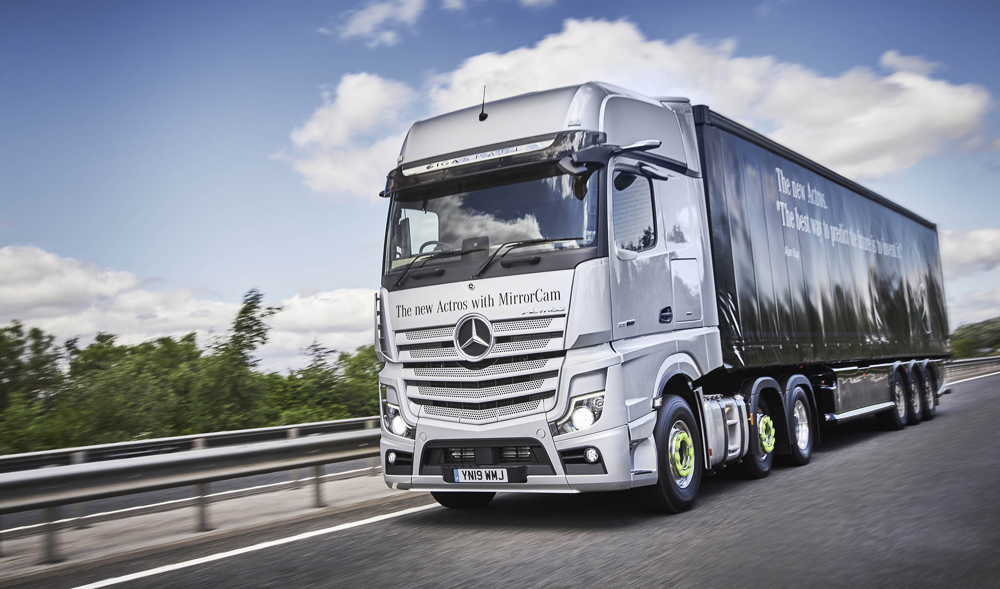 GIGASPACE
The new Actros with MirrorCam
ACTROS
YN19 WMJ
The new Actros.
"The best way to predict the future is to invent it."
Alan Kay